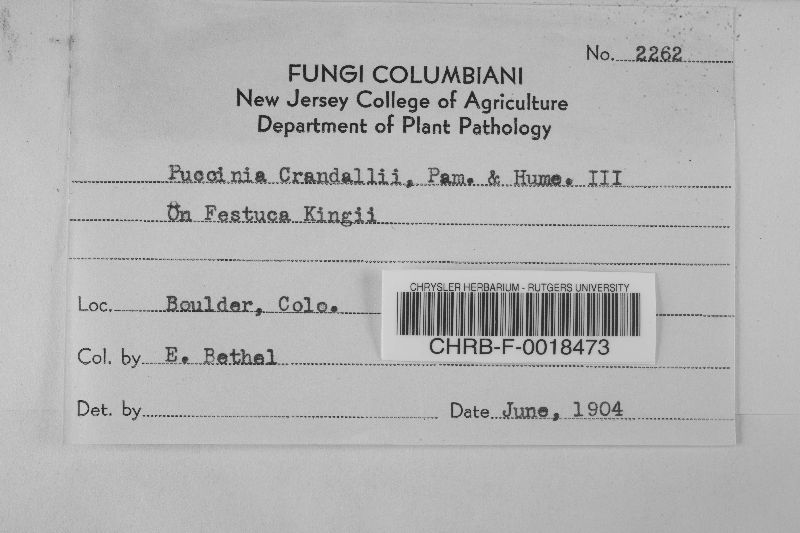 No. 2262
FUNGI COLUMBIANI
New Jersey College of Agriculture
Department of Plant Pathology
Puccinia Crandallii, Pam. & Hume. III
On Festuca Kingii
Loc. Boulder, Colo.
CHRYSLER HERBARIUM - RUTGERS UNIVERSITY
CHRB-F-0018473
Col. by E. Bethel
Det. by
Date June, 1904